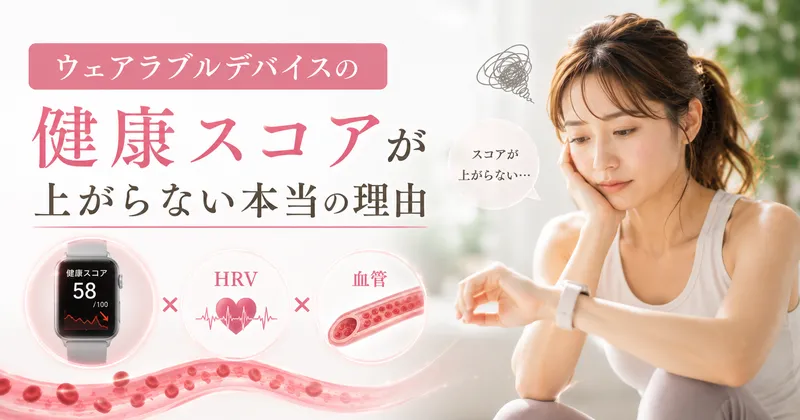 ウェアラブルデバイスの
健康スコアが
上がらない本当の理由
スコアが
上がらない…
健康スコア
58
/100
×
HRV
×
血管